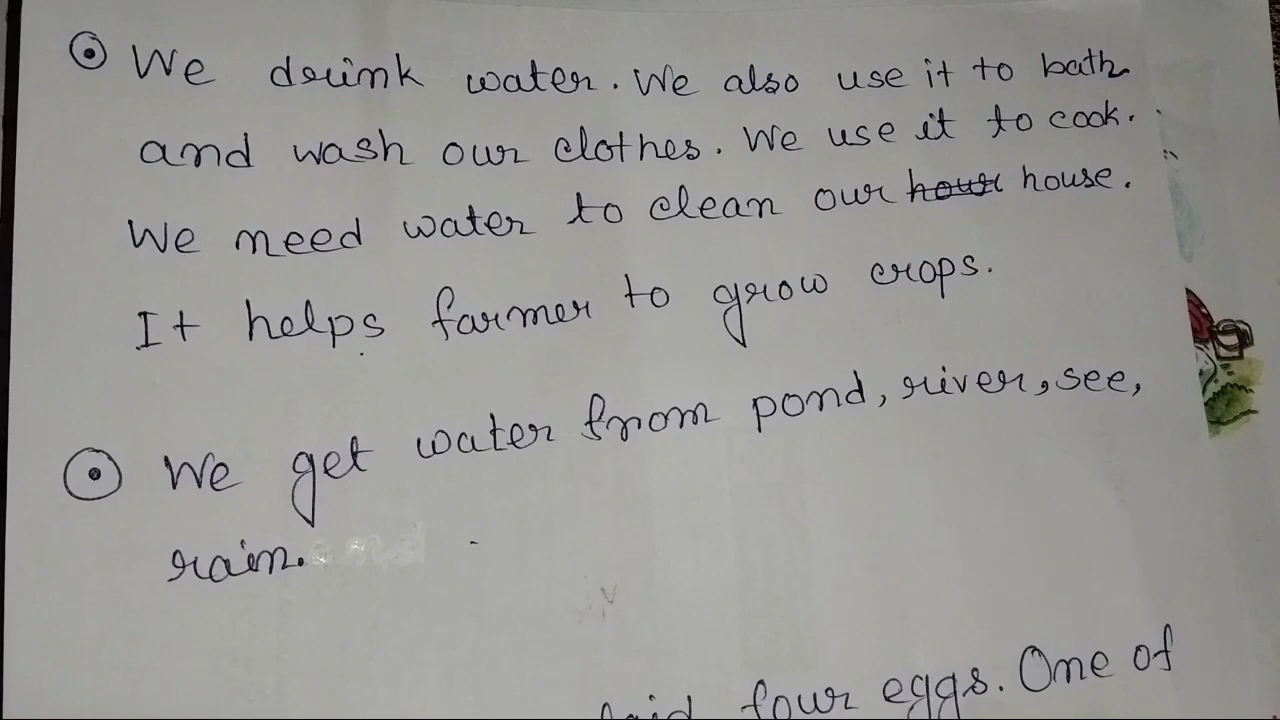 We drink water. We also use it to bath
and wash our clothes. We use it to cook.
We need water to clean our house.
It helps farmer to grow crops.
We get water from pond, river, see,
rain.
four eggs. One of